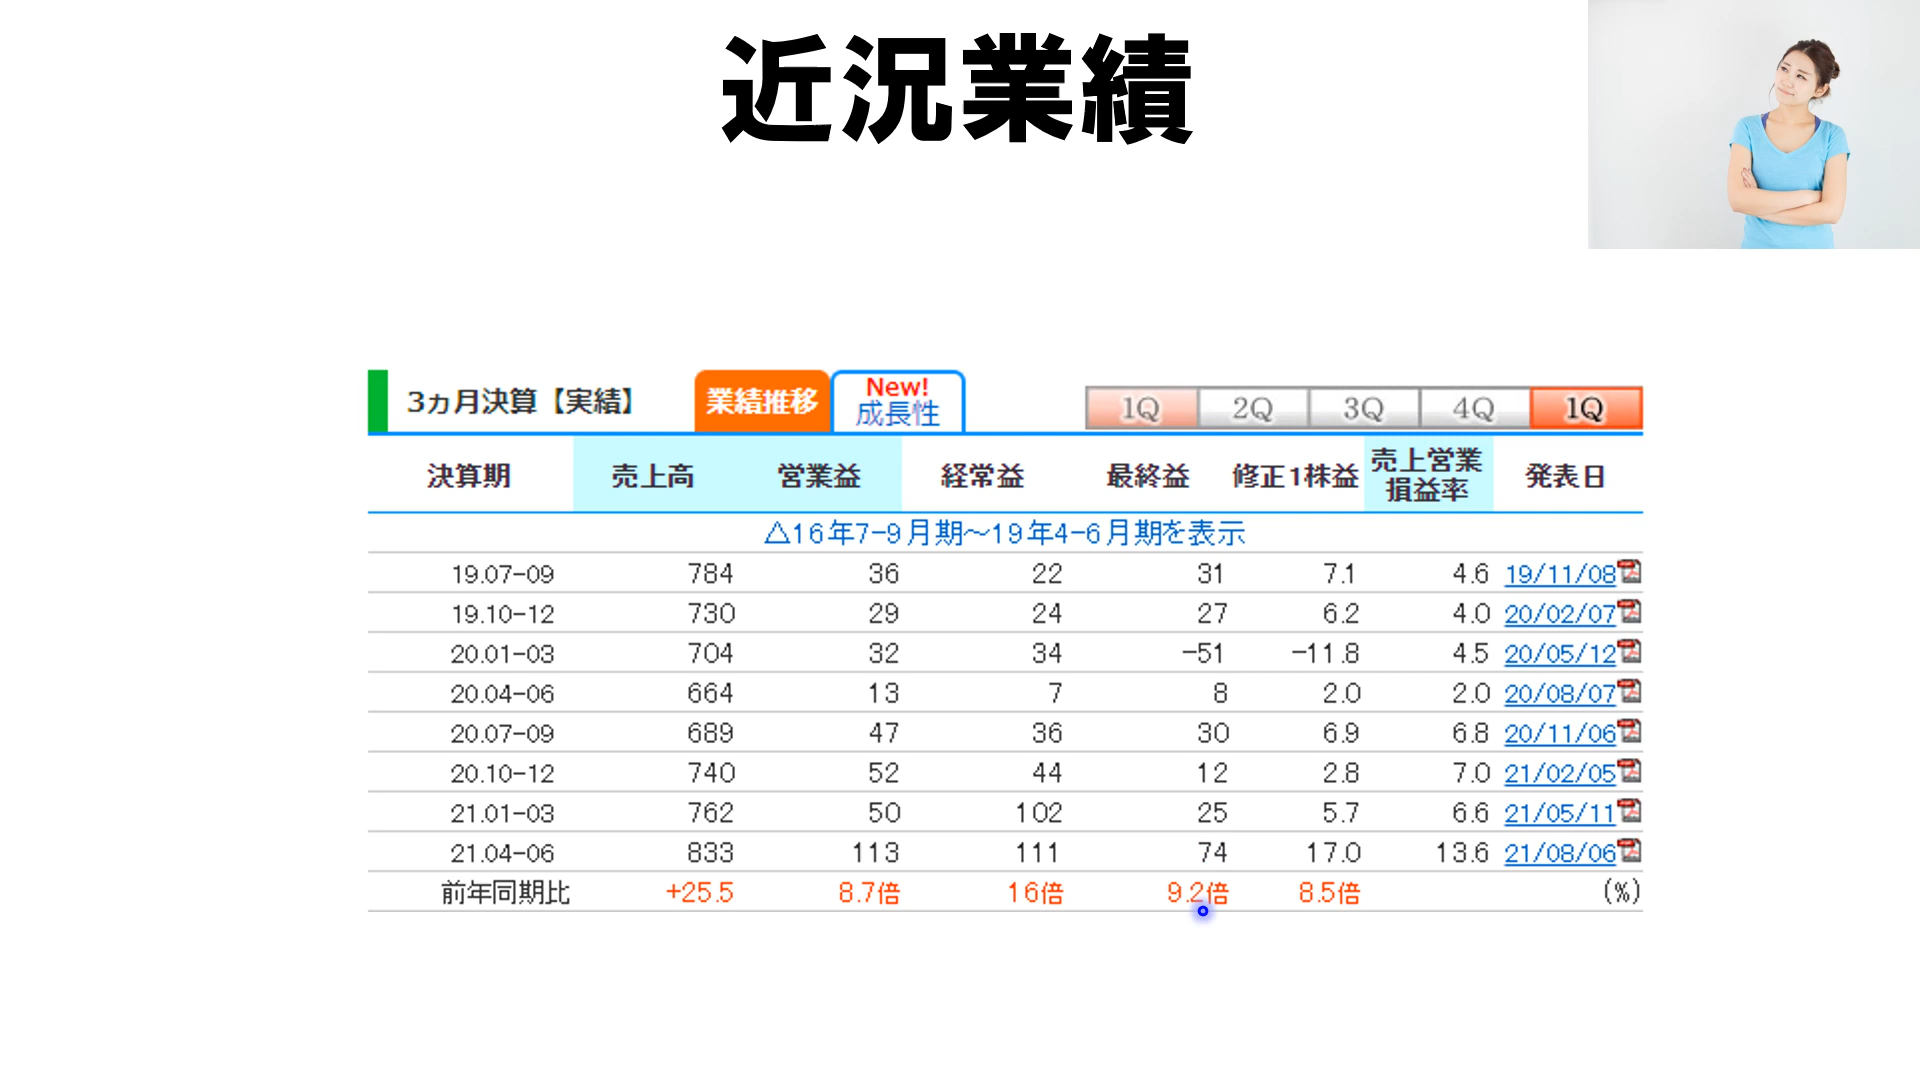 近況業績
3ヵ月決算【実績】 業績推移 New! 成長性 1Q 2Q 3Q 4Q 1Q
決算期 売上高 営業益 経常益 最終益 修正1株益 売上営業損益率 発表日
△16年7-9月期～19年4-6月期を表示
19.07-09 784 36 22 31 7.1 4.6 19/11/08
19.10-12 730 29 24 27 6.2 4.0 20/02/07
20.01-03 704 32 34 -51 -11.8 4.5 20/05/12
20.04-06 664 13 7 8 2.0 2.0 20/08/07
20.07-09 689 47 36 30 6.9 6.8 20/11/06
20.10-12 740 52 44 12 2.8 7.0 21/02/05
21.01-03 762 50 102 25 5.7 6.6 21/05/11
21.04-06 833 113 111 74 17.0 13.6 21/08/06
前年同期比 +25.5 8.7倍 16倍 9.2倍 8.5倍 (%)